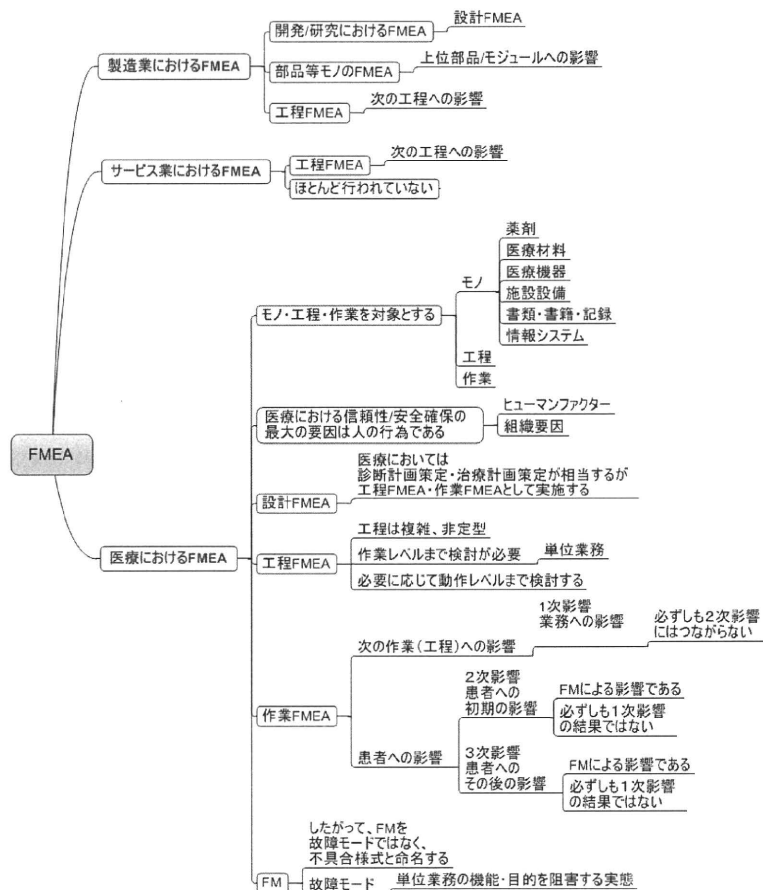 FMEA
製造業におけるFMEA
開発/研究におけるFMEA
設計FMEA
部品等モノのFMEA
上位部品/モジュールへの影響
工程FMEA
次の工程への影響
サービス業におけるFMEA
工程FMEA
次の工程への影響
ほとんど行われていない
医療におけるFMEA
モノ・工程・作業を対象とする
モノ
薬剤
医療材料
医療機器
施設設備
書類・書籍・記録
情報システム
工程
作業
医療における信頼性/安全確保の
最大の要因は人の行為である
ヒューマンファクター
組織要因
設計FMEA
医療においては
診断計画策定・治療計画策定が相当するが
工程FMEA・作業FMEAとして実施する
工程FMEA
工程は複雑、非定型
作業レベルまで検討が必要
単位業務
必要に応じて動作レベルまで検討する
作業FMEA
次の作業(工程)への影響
1次影響
業務への影響
必ずしも2次影響
にはつながらない
患者への影響
2次影響
患者への
初期の影響
FMによる影響である
必ずしも1次影響
の結果ではない
3次影響
患者への
その後の影響
FMによる影響である
必ずしも1次影響
の結果ではない
FM
したがって、FMを
故障モードではなく、
不具合様式と命名する
故障モード
単位業務の機能・目的を阻害する実態